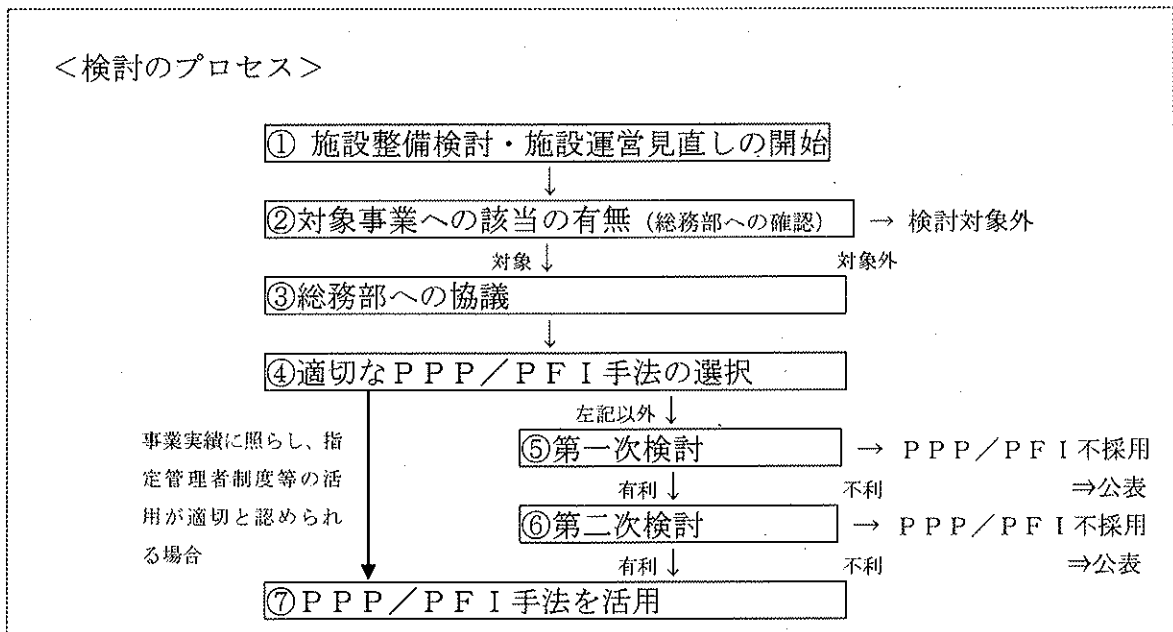 ＜検討のプロセス＞
① 施設整備検討・施設運営見直しの開始
↓
②対象事業への該当の有無（総務部への確認） → 検討対象外
対象 ↓ 対象外
③総務部への協議
↓
④適切なＰＰＰ／ＰＦＩ手法の選択
左記以外 ↓
事業実績に照らし、指
定管理者制度等の活
用が適切と認められ
る場合
⑤第一次検討 → ＰＰＰ／ＰＦＩ不採用
有利 ↓ 不利 ⇒公表
⑥第二次検討 → ＰＰＰ／ＰＦＩ不採用
有利 ↓ 不利 ⇒公表
⑦ＰＰＰ／ＰＦＩ手法を活用